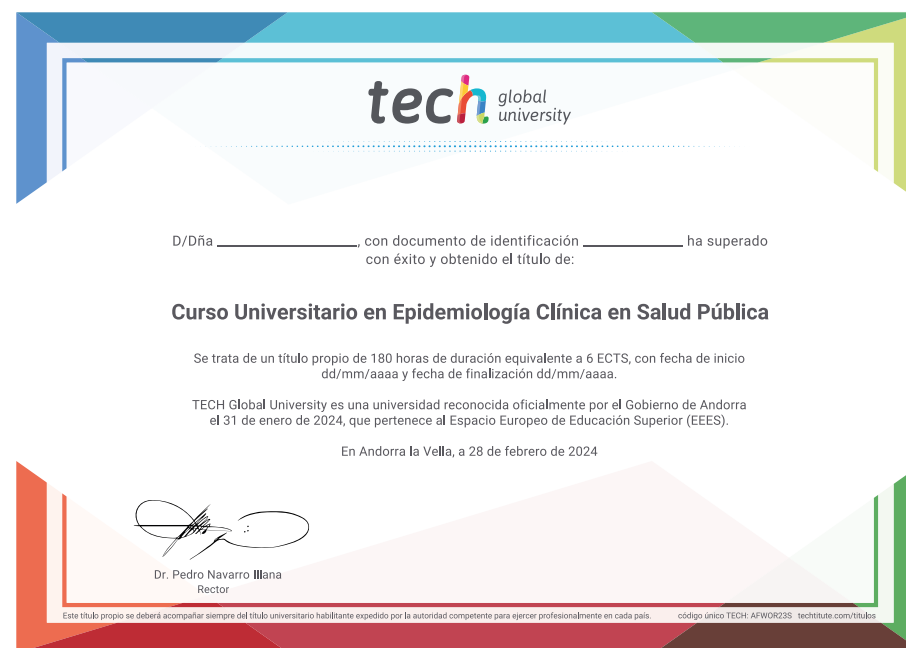 tech global university
D/Dña ______________, con documento de identificación __________ ha superado
con éxito y obtenido el título de:
Curso Universitario en Epidemiología Clínica en Salud Pública
Se trata de un título propio de 180 horas de duración equivalente a 6 ECTS, con fecha de inicio
dd/mm/aaaa y fecha de finalización dd/mm/aaaa.
TECH Global University es una universidad reconocida oficialmente por el Gobierno de Andorra
el 31 de enero de 2024, que pertenece al Espacio Europeo de Educación Superior (EEES).
En Andorra la Vella, a 28 de febrero de 2024
Dr. Pedro Navarro Illana
Rector
Este título propio se deberá acompañar siempre del título universitario habilitante expedido por la autoridad competente para ejercer profesionalmente en cada país. código único TECH: AFWOR23S techtitute.com/titulos